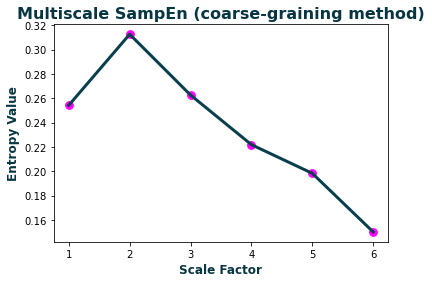 Multiscale SampEn (coarse-graining method)
0.32
0.30
0.28
0.26
0.24
0.22
0.20
0.18
0.16
Entropy Value
1 2 3 4 5 6
Scale Factor